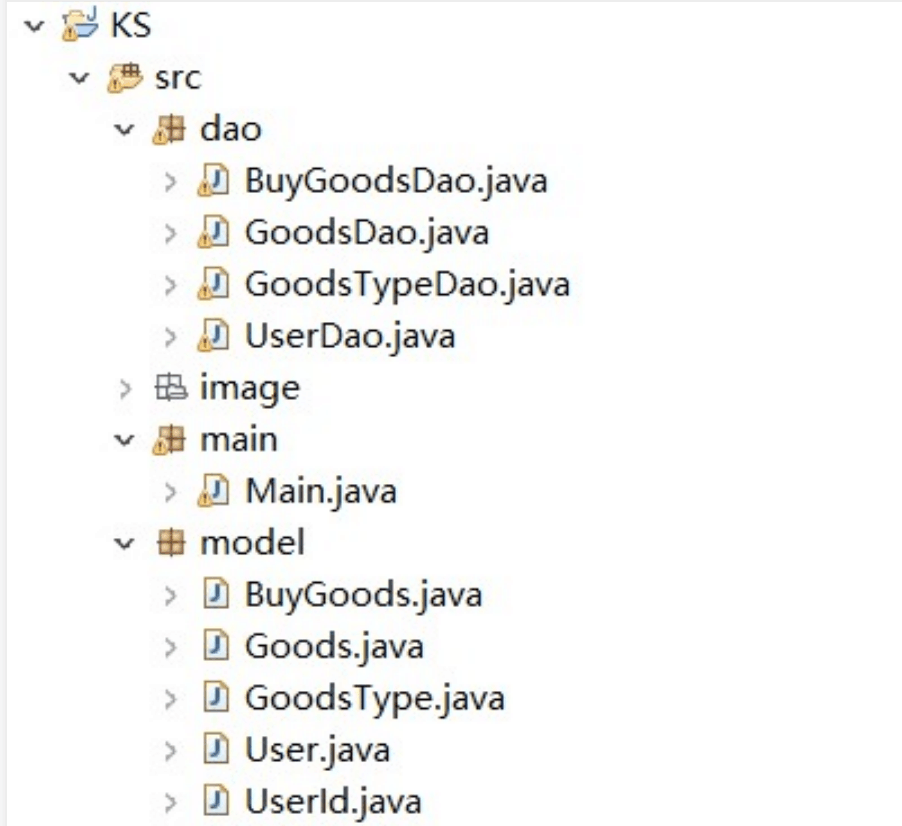 KS
src
dao
BuyGoodsDao.java
GoodsDao.java
GoodsTypeDao.java
UserDao.java
image
main
Main.java
model
BuyGoods.java
Goods.java
GoodsType.java
User.java
UserId.java